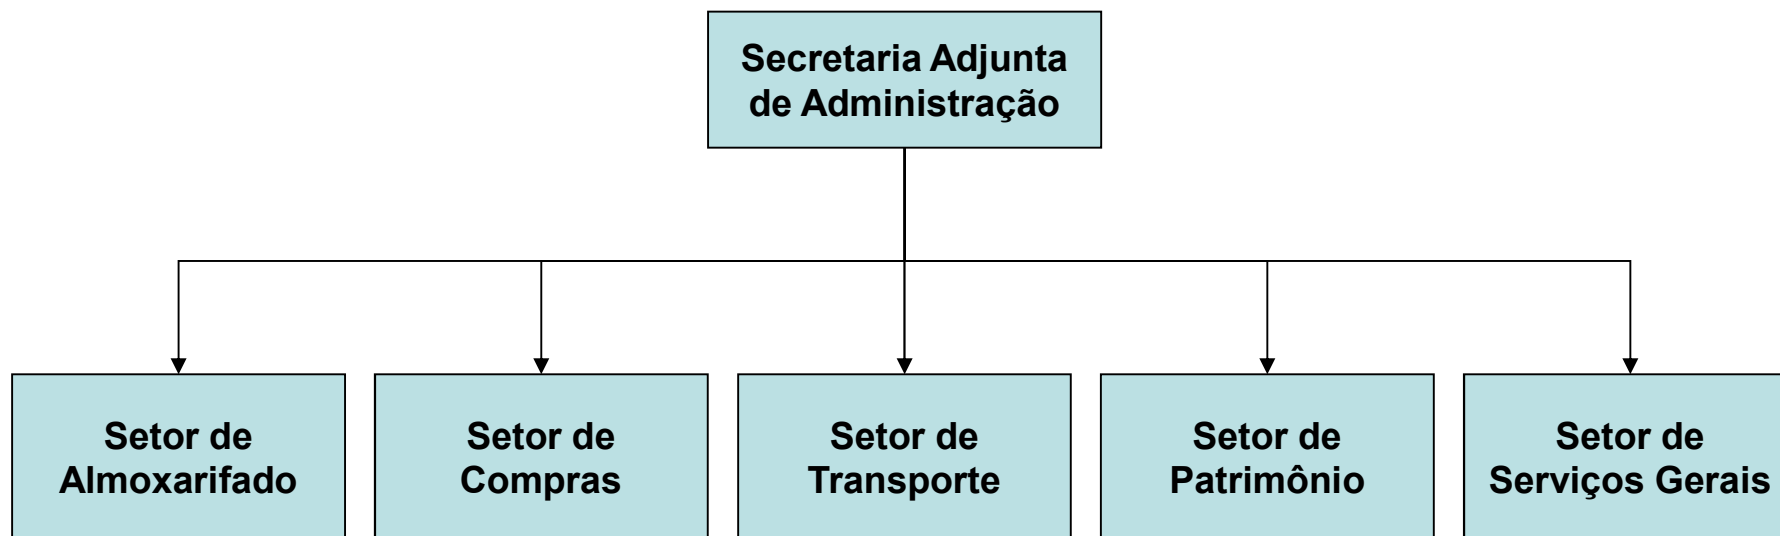 Secretaria Adjunta
de Administração
Setor de
Almoxarifado
Setor de
Compras
Setor de
Transporte
Setor de
Patrimônio
Setor de
Serviços Gerais